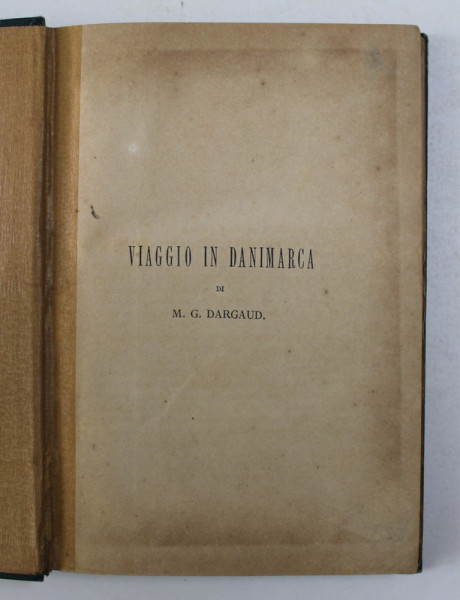 VIAGGIO IN DANIMARCA
DI
M. G. DARGAUD.